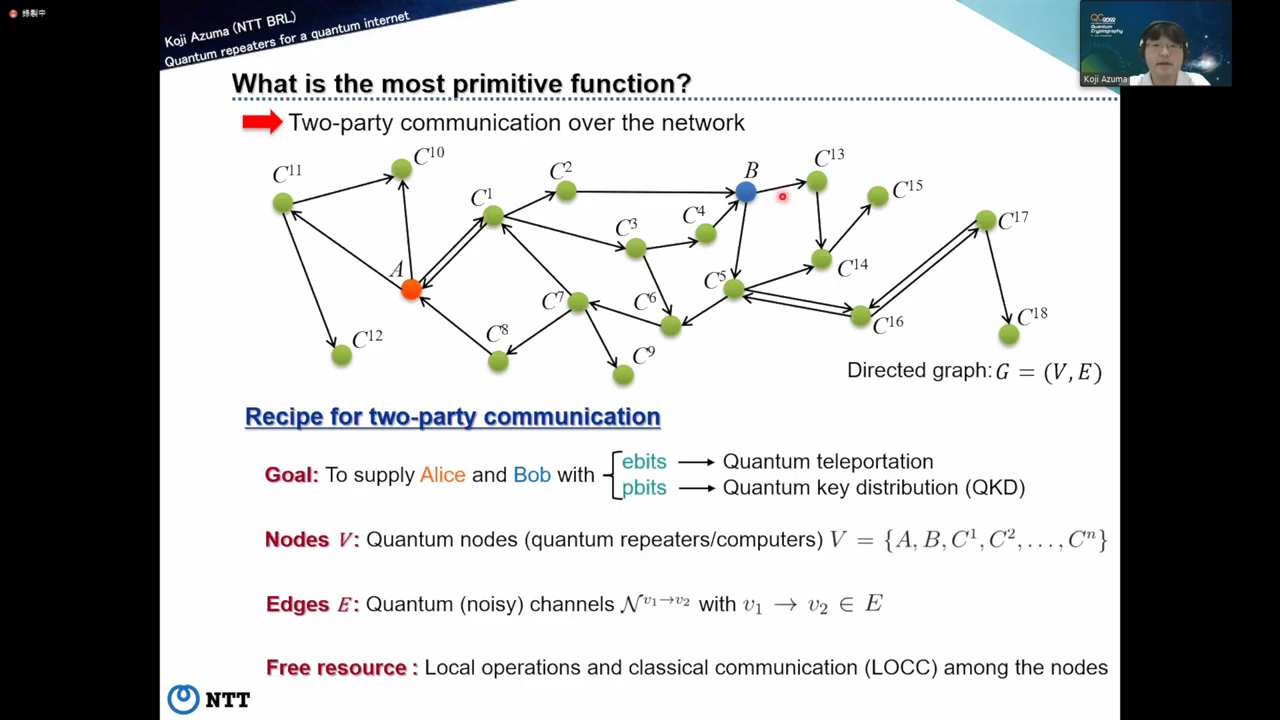 錄製中
Koji Azuma (NTT BRL)
Quantum repeaters for a quantum internet
QC2022
Quantum
Cryptography
Koji Azuma
What is the most primitive function?
Two-party communication over the network
C¹¹
C¹⁰
C²
B
C¹³
C¹
C¹⁵
C³
C⁴
C¹⁷
A
C⁵
C¹⁴
C⁷
C⁶
C¹²
C⁸
C⁹
C¹⁶
C¹⁸
Directed graph: G = (V, E)
Recipe for two-party communication
Goal: To supply Alice and Bob with
ebits → Quantum teleportation
pbits → Quantum key distribution (QKD)
Nodes V: Quantum nodes (quantum repeaters/computers) V = {A, B, C¹, C², . . . , Cⁿ}
Edges E: Quantum (noisy) channels 𝒩^{v₁→v₂} with v₁ → v₂ ∈ E
Free resource : Local operations and classical communication (LOCC) among the nodes
NTT